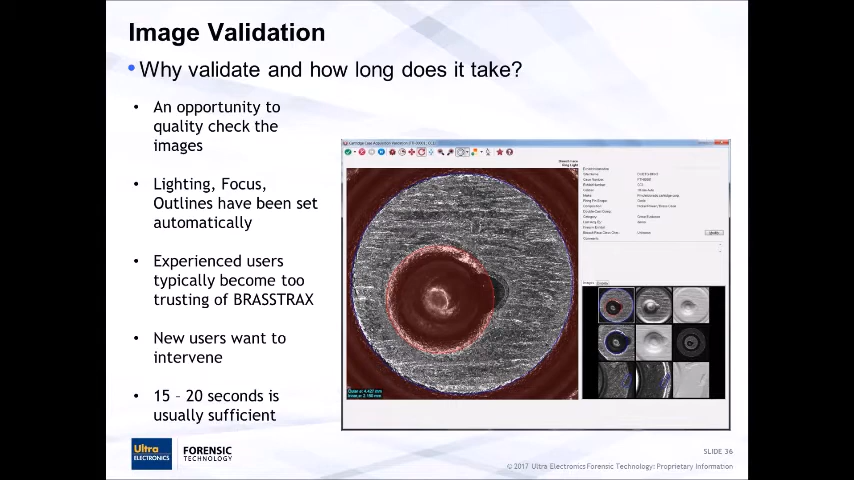 Image Validation
• Why validate and how long does it take?
• An opportunity to
quality check the
images
• Lighting, Focus,
Outlines have been set
automatically
• Experienced users
typically become too
trusting of BRASSTRAX
• New users want to
intervene
• 15 – 20 seconds is
usually sufficient
Ultra
ELECTRONICS
FORENSIC
TECHNOLOGY
SLIDE 36
© 2017 Ultra Electronics Forensic Technology: Proprietary Information